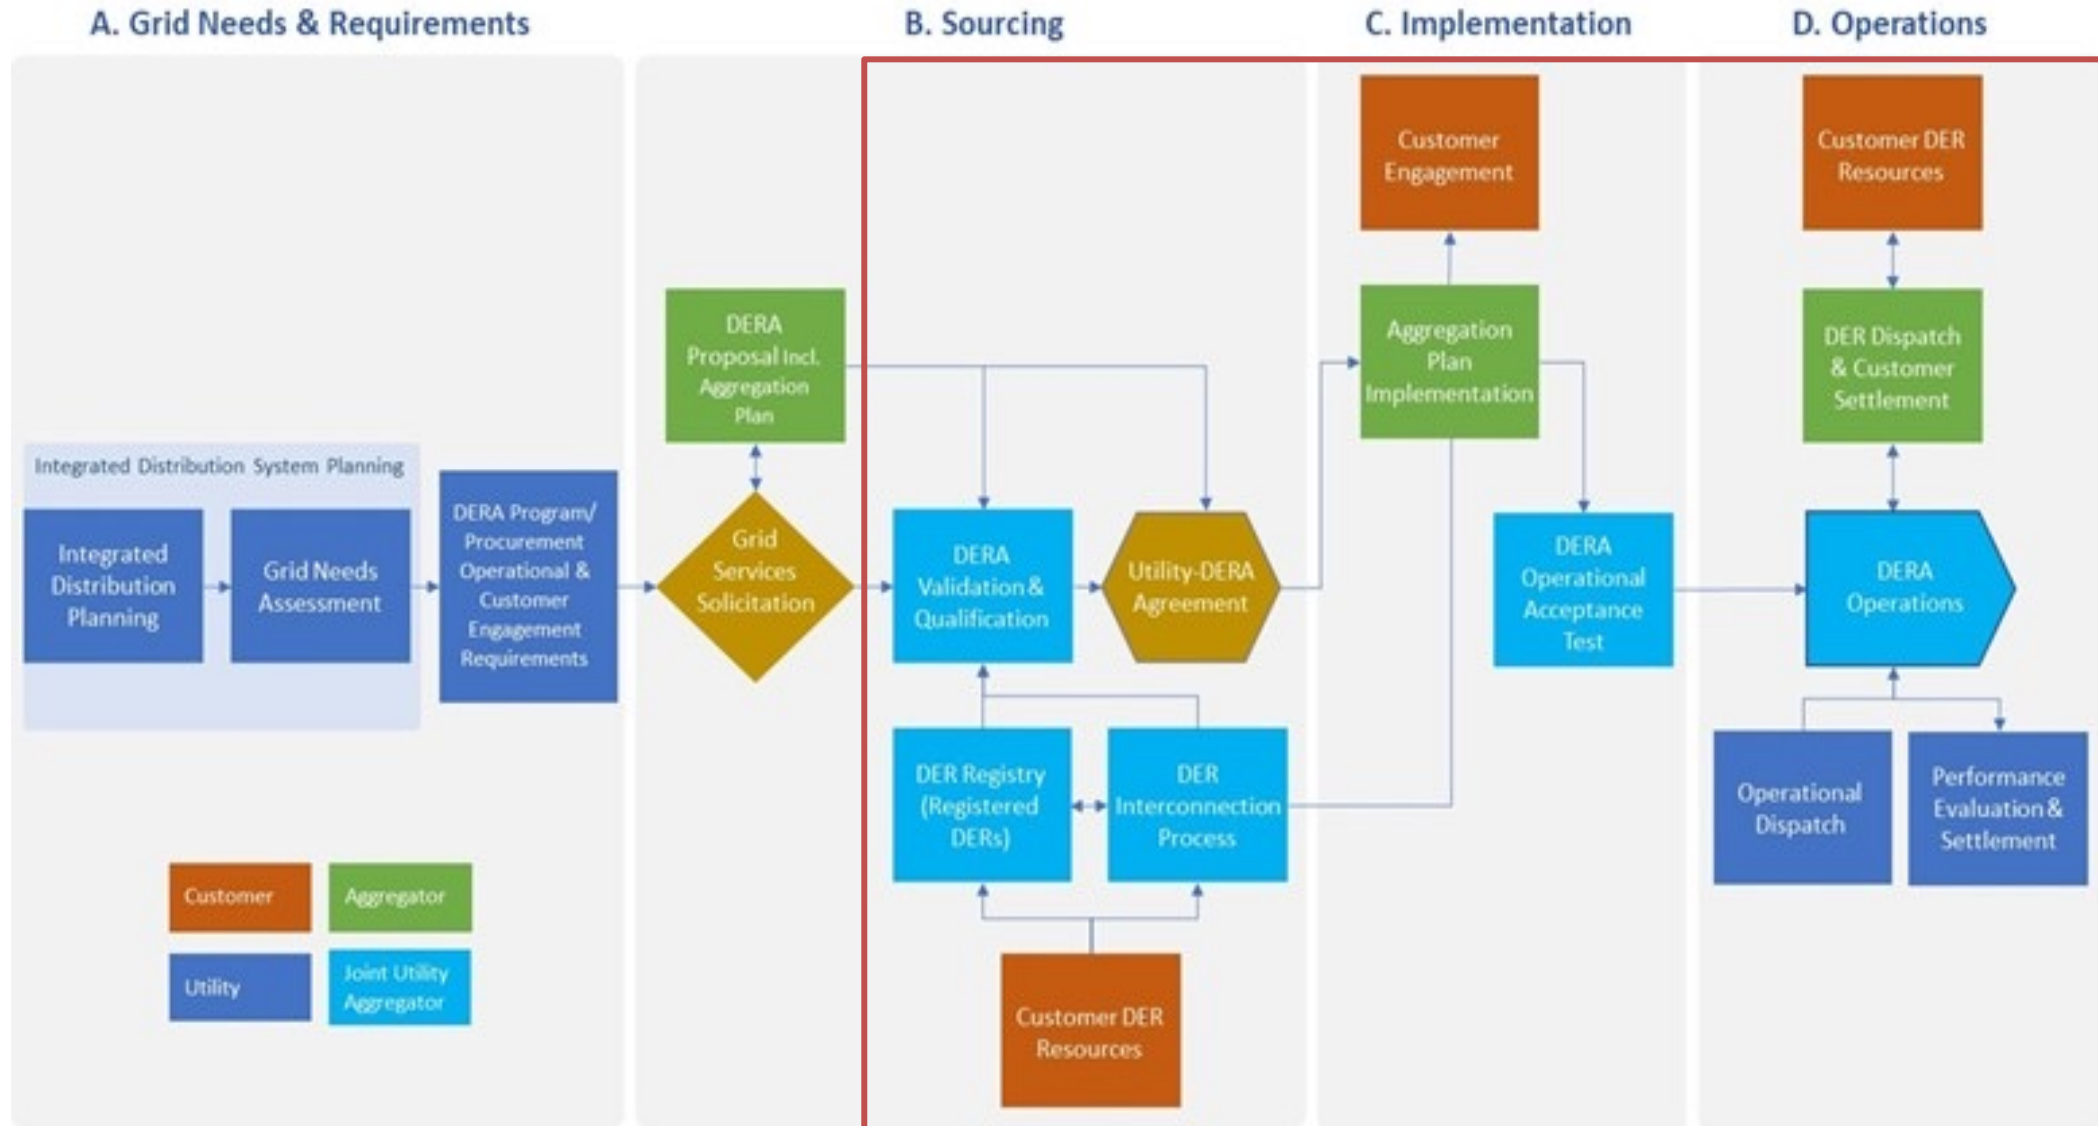 A. Grid Needs & Requirements
B. Sourcing
C. Implementation
D. Operations
Integrated Distribution System Planning
Integrated
Distribution
Planning
Grid Needs
Assessment
DERA Program/
Procurement
Operational &
Customer
Engagement
Requirements
DERA
Proposal Incl.
Aggregation
Plan
Grid
Services
Solicitation
DERA
Validation &
Qualification
Utility-DERA
Agreement
DER Registry
(Registered
DERs)
DER
Interconnection
Process
Customer DER
Resources
Customer
Engagement
Aggregation
Plan
Implementation
DERA
Operational
Acceptance
Test
Customer DER
Resources
DER Dispatch
& Customer
Settlement
DERA
Operations
Operational
Dispatch
Performance
Evaluation &
Settlement
Customer
Aggregator
Utility
Joint Utility
Aggregator